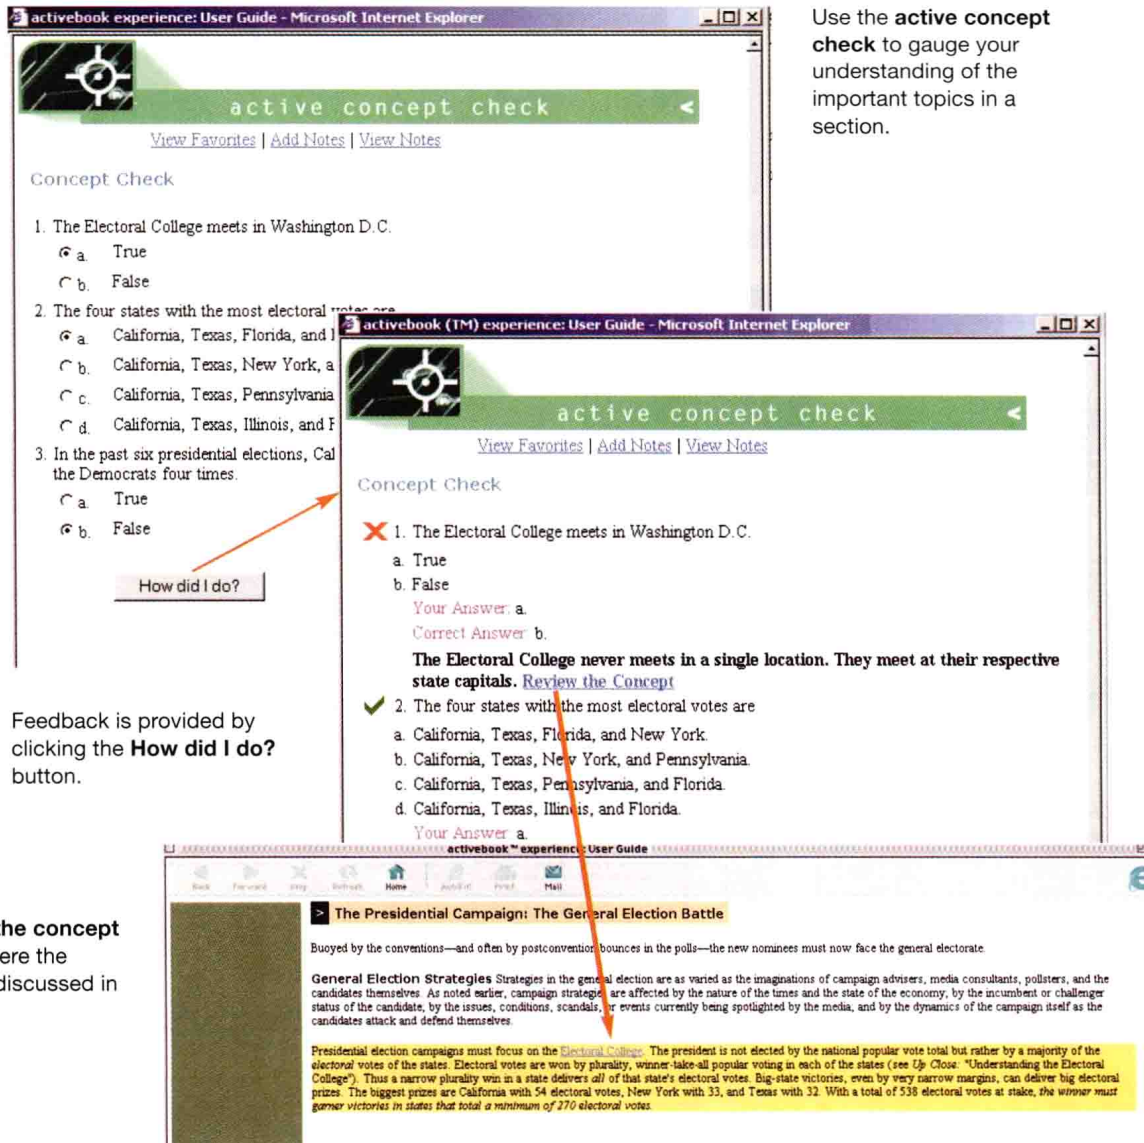 activebook experience: User Guide - Microsoft Internet Explorer
active concept check <
View Favorites | Add Notes | View Notes
Concept Check
1. The Electoral College meets in Washington D.C.
a. True
b. False
2. The four states with the most electoral votes are
a. California, Texas, Florida, and
b. California, Texas, New York, a
c. California, Texas, Pennsylvania
d. California, Texas, Illinois, and F
3. In the past six presidential elections, Cal
the Democrats four times.
a. True
b. False
How did I do?
Use the active concept
check to gauge your
understanding of the
important topics in a
section.
activebook (TM) experience: User Guide - Microsoft Internet Explorer
active concept check <
View Favorites | Add Notes | View Notes
Concept Check
1. The Electoral College meets in Washington D.C.
a. True
b. False
Your Answer: a.
Correct Answer: b.
The Electoral College never meets in a single location. They meet at their respective
state capitals. Review the Concept
2. The four states with the most electoral votes are
a. California, Texas, Florida, and New York.
b. California, Texas, New York, and Pennsylvania.
c. California, Texas, Pennsylvania, and Florida.
d. California, Texas, Illinois, and Florida.
Your Answer: a.
Feedback is provided by
clicking the How did I do?
button.
the concept
ere the
discussed in
activebook™ experience: User Guide
Back Forward Stop Refresh Home AutoFill Print Mail
> The Presidential Campaign: The General Election Battle
Buoyed by the conventions—and often by postconvention bounces in the polls—the new nominees must now face the general electorate.
General Election Strategies Strategies in the general election are as varied as the imaginations of campaign advisers, media consultants, pollsters, and the
candidates themselves. As noted earlier, campaign strategies are affected by the nature of the times and the state of the economy, by the incumbent or challenger
status of the candidate, by the issues, conditions, scandals, or events currently being spotlighted by the media, and by the dynamics of the campaign itself as the
candidates attack and defend themselves.
Presidential election campaigns must focus on the Electoral College. The president is not elected by the national popular vote total but rather by a majority of the
electoral votes of the states. Electoral votes are won by plurality, winner-take-all popular voting in each of the states (see Up Close: "Understanding the Electoral
College"). Thus a narrow plurality win in a state delivers all of that state's electoral votes. Big-state victories, even by very narrow margins, can deliver big electoral
prizes. The biggest prizes are California with 54 electoral votes, New York with 33, and Texas with 32. With a total of 538 electoral votes at stake, the winner must
garner victories in states that total a minimum of 270 electoral votes.